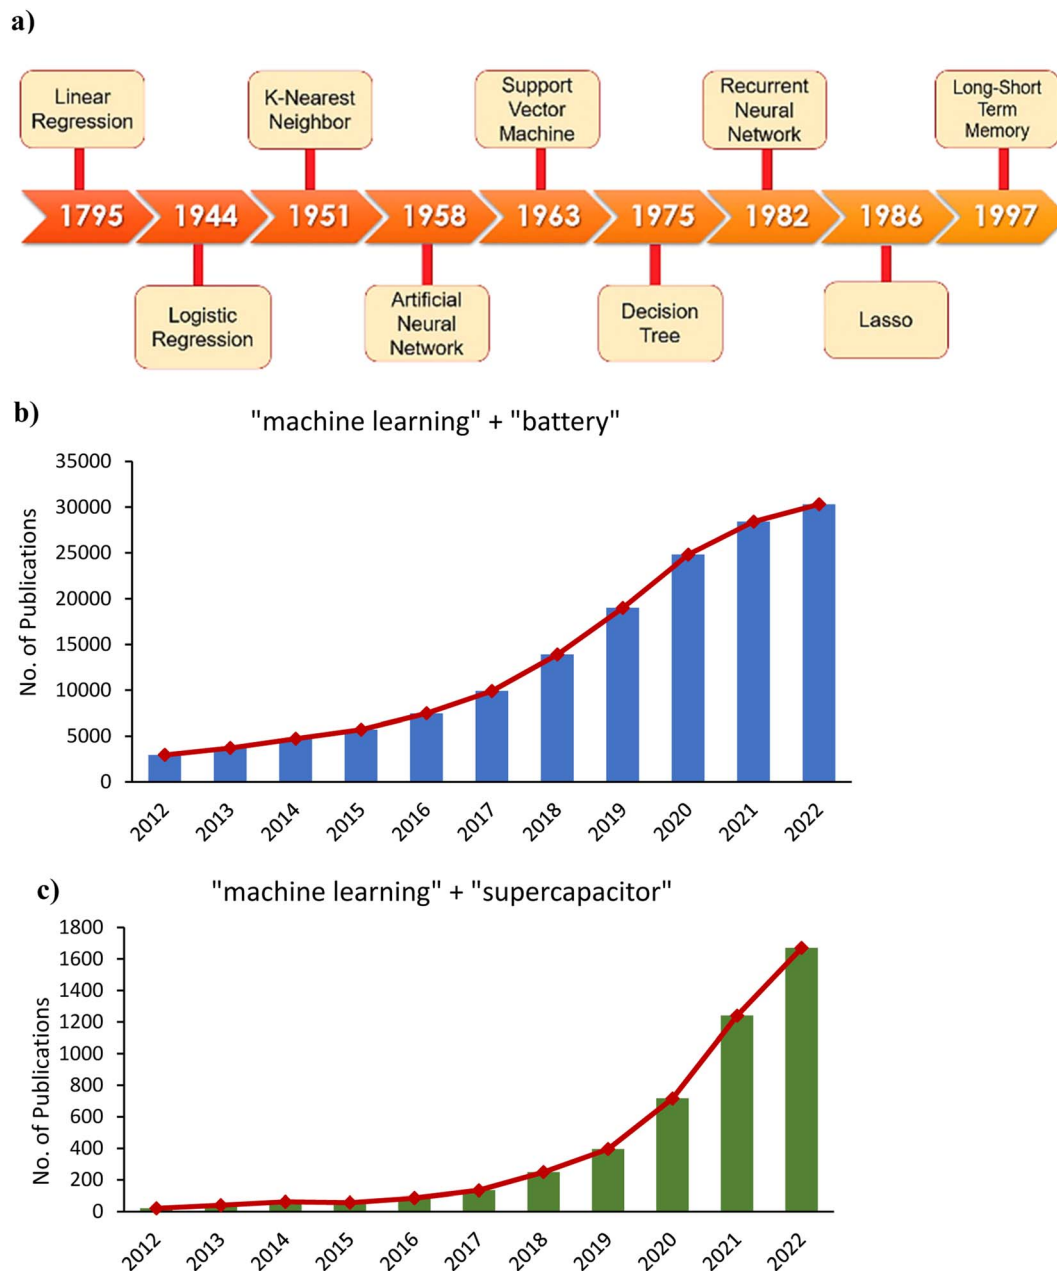 a)
Linear
Regression
K-Nearest
Neighbor
Support
Vector
Machine
Recurrent
Neural
Network
Long-Short
Term
Memory
1795 1944 1951 1958 1963 1975 1982 1986 1997
Logistic
Regression
Artificial
Neural
Network
Decision
Tree
Lasso
b)
"machine learning" + "battery"
No. of Publications
35000
30000
25000
20000
15000
10000
5000
0
2012 2013 2014 2015 2016 2017 2018 2019 2020 2021 2022
c)
"machine learning" + "supercapacitor"
No. of Publications
1800
1600
1400
1200
1000
800
600
400
200
0
2012 2013 2014 2015 2016 2017 2018 2019 2020 2021 2022